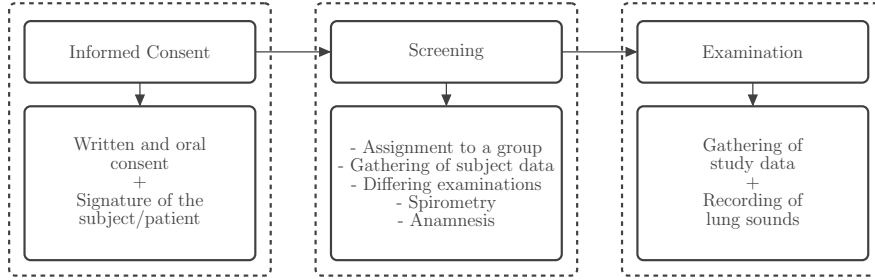 Informed Consent
Written and oral
consent
+
Signature of the
subject/patient
Screening
- Assignment to a group
- Gathering of subject data
- Differing examinations
- Spirometry
- Anamnesis
Examination
Gathering of
study data
+
Recording of
lung sounds